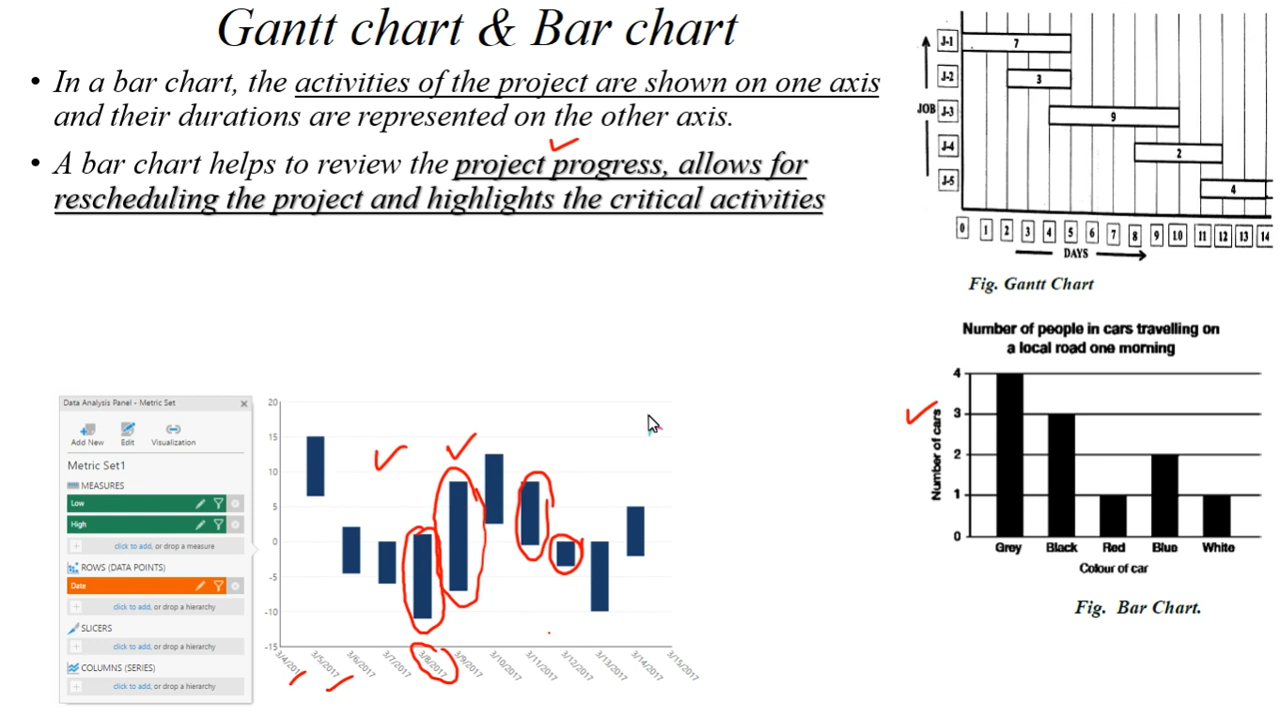 Gantt chart & Bar chart
• In a bar chart, the activities of the project are shown on one axis
and their durations are represented on the other axis.
• A bar chart helps to review the project progress, allows for
rescheduling the project and highlights the critical activities
J-1
7
J-2
3
JOB
J-3
9
J-4
2
J-5
4
0 1 2 3 4 5 6 7 8 9 10 11 12 13 14
DAYS
Fig. Gantt Chart
Number of people in cars travelling on
a local road one morning
Number of cars
4
3
2
1
0
Grey Black Red Blue White
Colour of car
Fig. Bar Chart.
Data Analysis Panel - Metric Set
Add New Edit Visualization
Metric Set1
MEASURES
Low
High
click to add, or drop a measure
ROWS (DATA POINTS)
Date
click to add, or drop a hierarchy
SLICERS
click to add, or drop a hierarchy
COLUMNS (SERIES)
click to add, or drop a hierarchy
20
15
10
5
0
-5
-10
-15
3/4/2017 3/5/2017 3/6/2017 3/7/2017 3/8/2017 3/9/2017 3/10/2017 3/11/2017 3/12/2017 3/13/2017 3/14/2017 3/15/2017